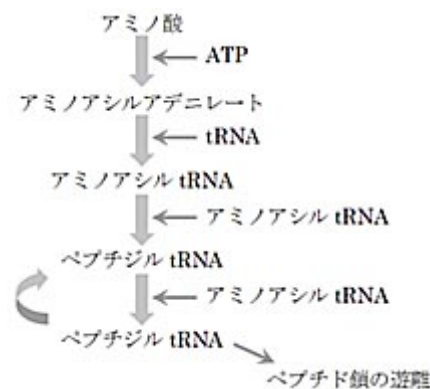 アミノ酸
ATP
アミノアシルアデニレート
tRNA
アミノアシル tRNA
アミノアシル tRNA
ペプチジル tRNA
アミノアシル tRNA
ペプチジル tRNA
ペプチド鎖の遊離